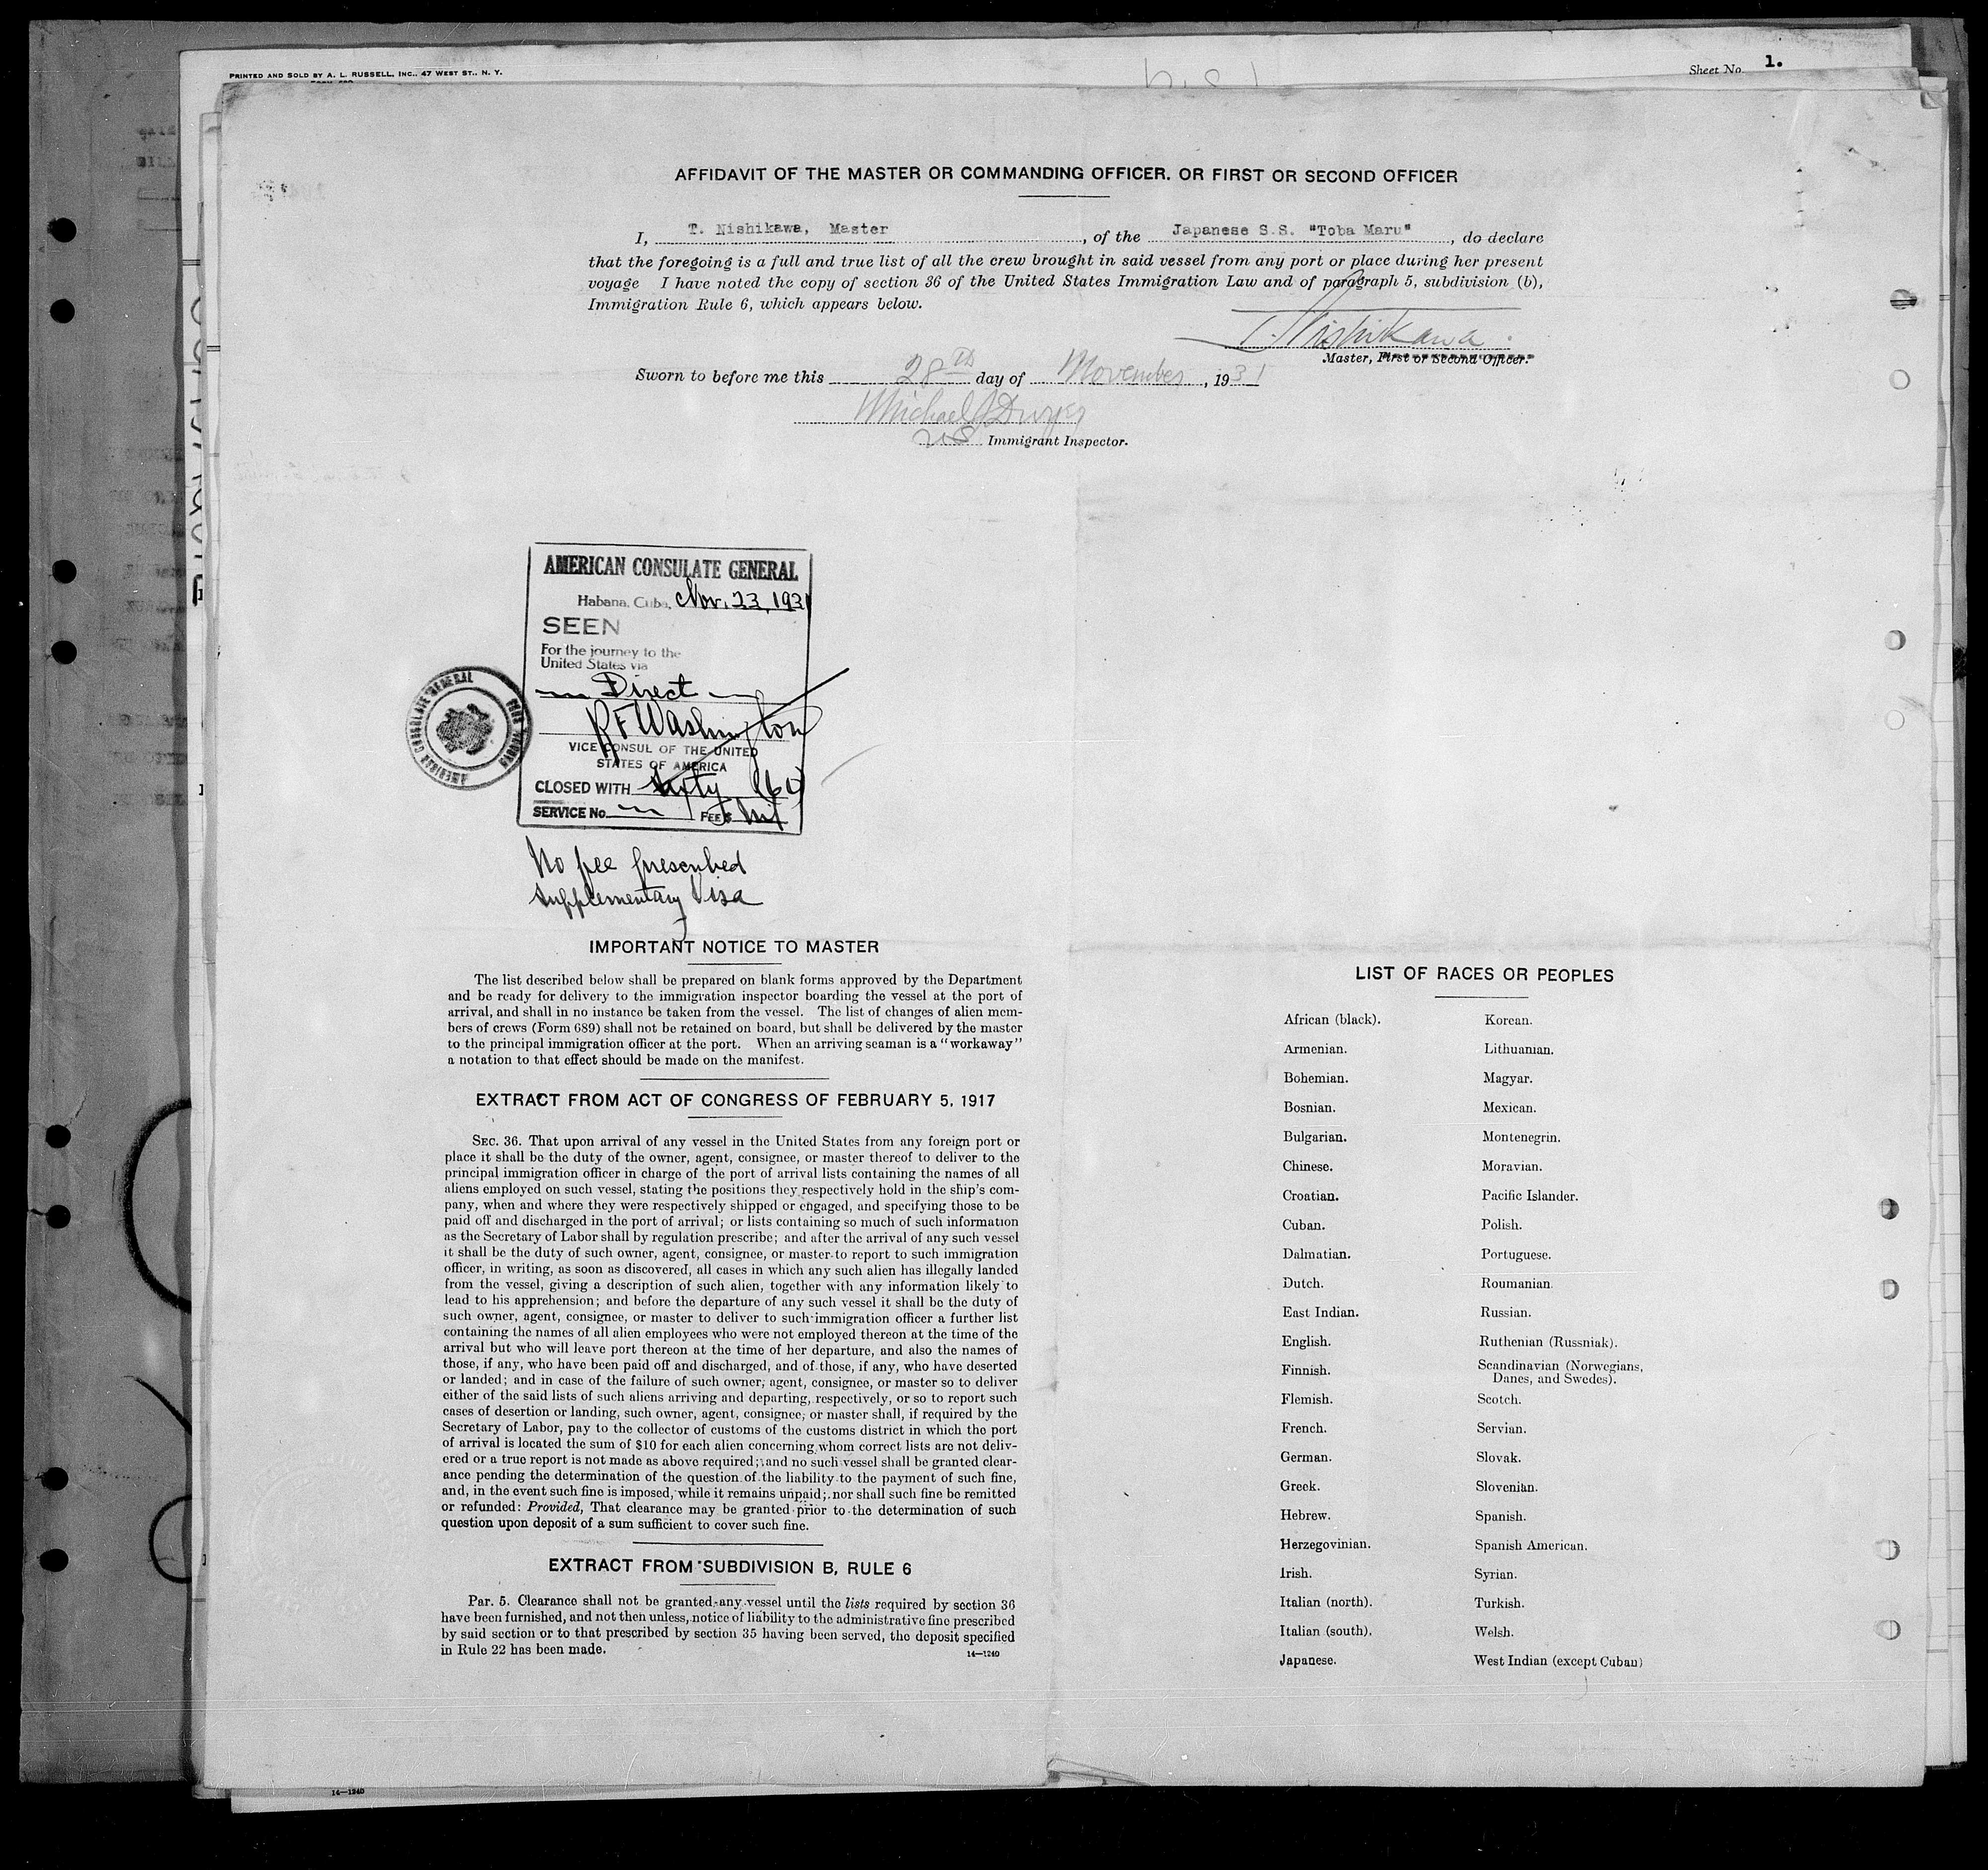 PRINTED AND SOLD BY A. L. RUSSELL, INC., 47 WEST ST., N. Y.
Sheet No. 1.
AFFIDAVIT OF THE MASTER OR COMMANDING OFFICER, OR FIRST OR SECOND OFFICER
I, T. Nishikawa, Master, of the Japanese S.S. "Toba Maru", do declare
that the foregoing is a full and true list of all the crew brought in said vessel from any port or place during her present
voyage I have noted the copy of section 36 of the United States Immigration Law and of paragraph 5, subdivision (b),
Immigration Rule 6, which appears below.
T. Nishikawa.
Master, First or Second Officer.
Sworn to before me this 28th day of November, 1931
Michael J
US Immigrant Inspector.
AMERICAN CONSULATE GENERAL
Habana, Cuba, Nov. 23, 1931
SEEN
For the journey to the
United States via
Direct
R F Washington
VICE CONSUL OF THE UNITED
STATES OF AMERICA
CLOSED WITH sixty (60)
SERVICE No. FEE $ Nil
AMERICAN CONSULATE GENERAL
No fee prescribed
supplementary Visa
IMPORTANT NOTICE TO MASTER
The list described below shall be prepared on blank forms approved by the Department
and be ready for delivery to the immigration inspector boarding the vessel at the port of
arrival, and shall in no instance be taken from the vessel. The list of changes of alien mem-
bers of crews (Form 689) shall not be retained on board, but shall be delivered by the master
to the principal immigration officer at the port. When an arriving seaman is a "workaway"
a notation to that effect should be made on the manifest.
EXTRACT FROM ACT OF CONGRESS OF FEBRUARY 5, 1917
SEC. 36. That upon arrival of any vessel in the United States from any foreign port or
place it shall be the duty of the owner, agent, consignee, or master thereof to deliver to the
principal immigration officer in charge of the port of arrival lists containing the names of all
aliens employed on such vessel, stating the positions they respectively hold in the ship's com-
pany, when and where they were respectively shipped or engaged, and specifying those to be
paid off and discharged in the port of arrival; or lists containing so much of such information
as the Secretary of Labor shall by regulation prescribe; and after the arrival of any such vessel
it shall be the duty of such owner, agent, consignee, or master to report to such immigration
officer, in writing, as soon as discovered, all cases in which any such alien has illegally landed
from the vessel, giving a description of such alien, together with any information likely to
lead to his apprehension; and before the departure of any such vessel it shall be the duty of
such owner, agent, consignee, or master to deliver to such immigration officer a further list
containing the names of all alien employees who were not employed thereon at the time of the
arrival but who will leave port thereon at the time of her departure, and also the names of
those, if any, who have been paid off and discharged, and of those, if any, who have deserted
or landed; and in case of the failure of such owner, agent, consignee, or master so to deliver
either of the said lists of such aliens arriving and departing, respectively, or so to report such
cases of desertion or landing, such owner, agent, consignee, or master shall, if required by the
Secretary of Labor, pay to the collector of customs of the customs district in which the port
of arrival is located the sum of $10 for each alien concerning whom correct lists are not deliv-
ered or a true report is not made as above required; and no such vessel shall be granted clear-
ance pending the determination of the question of the liability to the payment of such fine,
and, in the event such fine is imposed, while it remains unpaid; nor shall such fine be remitted
or refunded: Provided, That clearance may be granted prior to the determination of such
question upon deposit of a sum sufficient to cover such fine.
EXTRACT FROM SUBDIVISION B, RULE 6
Par. 5. Clearance shall not be granted any vessel until the lists required by section 36
have been furnished, and not then unless, notice of liability to the administrative fine prescribed
by said section or to that prescribed by section 35 having been served, the deposit specified
in Rule 22 has been made.
14—1240
LIST OF RACES OR PEOPLES
African (black).
Armenian.
Bohemian.
Bosnian.
Bulgarian.
Chinese.
Croatian.
Cuban.
Dalmatian.
Dutch.
East Indian.
English.
Finnish.
Flemish.
French.
German.
Greek.
Hebrew.
Herzegovinian.
Irish.
Italian (north).
Italian (south).
Japanese.
Korean.
Lithuanian.
Magyar.
Mexican.
Montenegrin.
Moravian.
Pacific Islander.
Polish.
Portuguese.
Roumanian.
Russian.
Ruthenian (Russniak).
Scandinavian (Norwegians,
Danes, and Swedes).
Scotch.
Servian.
Slovak.
Slovenian.
Spanish.
Spanish American.
Syrian.
Turkish.
Welsh.
West Indian (except Cuban)
14—1240